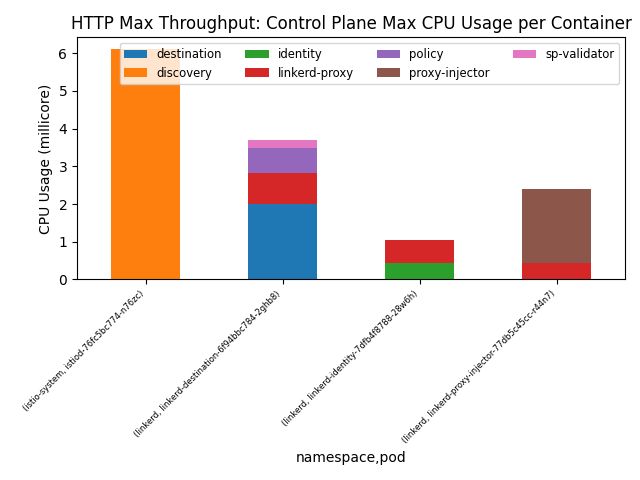 HTTP Max Throughput: Control Plane Max CPU Usage per Container
destination
discovery
identity
linkerd-proxy
policy
proxy-injector
sp-validator
CPU Usage (millicore)
6
5
4
3
2
1
0
(istio-system, istiod-76fc5bc774-n76zc)
(linkerd, linkerd-destination-6f94bbc784-2ghb8)
(linkerd, linkerd-identity-7dfb4f8788-28w6h)
(linkerd, linkerd-proxy-injector-77db5c45cc-r44n7)
namespace,pod